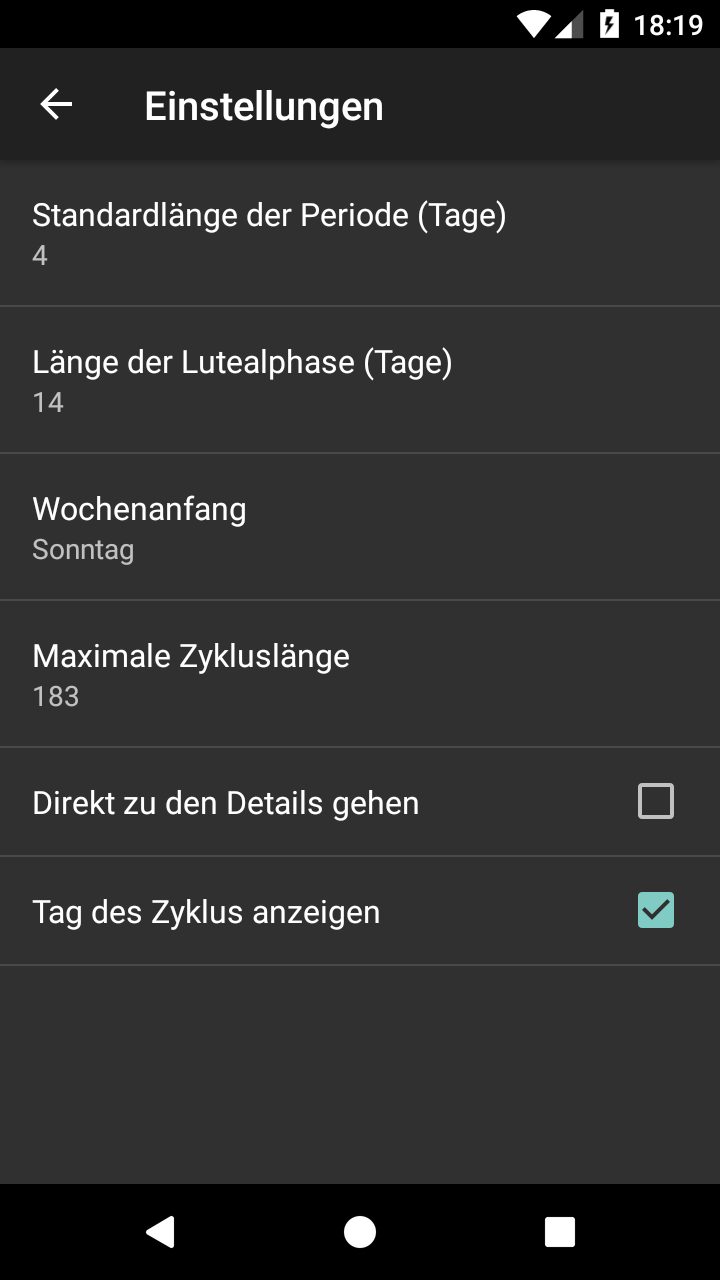 18:19
Einstellungen
Standardlänge der Periode (Tage)
4
Länge der Lutealphase (Tage)
14
Wochenanfang
Sonntag
Maximale Zykluslänge
183
Direkt zu den Details gehen
Tag des Zyklus anzeigen